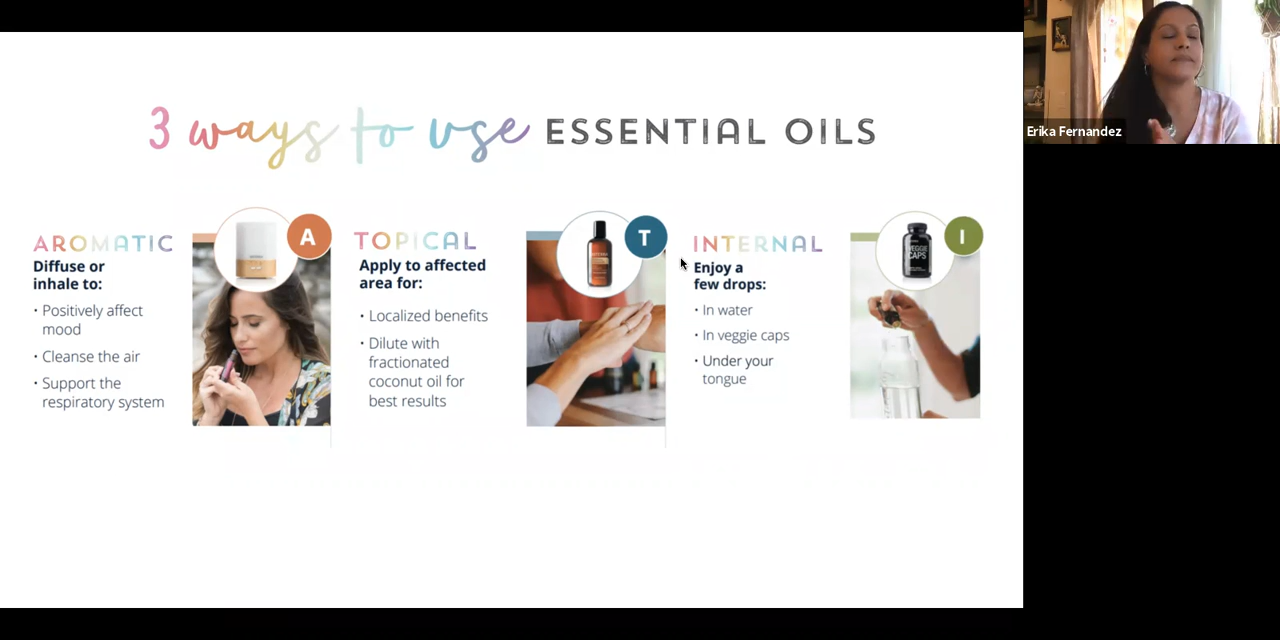 3 ways to use ESSENTIAL OILS
AROMATIC
Diffuse or
inhale to:
• Positively affect
mood
• Cleanse the air
• Support the
respiratory system
A
TOPICAL
Apply to affected
area for:
• Localized benefits
• Dilute with
fractionated
coconut oil for
best results
T
INTERNAL
Enjoy a
few drops:
• In water
• In veggie caps
• Under your
tongue
I
VEGGIE
CAPS
Erika Fernandez